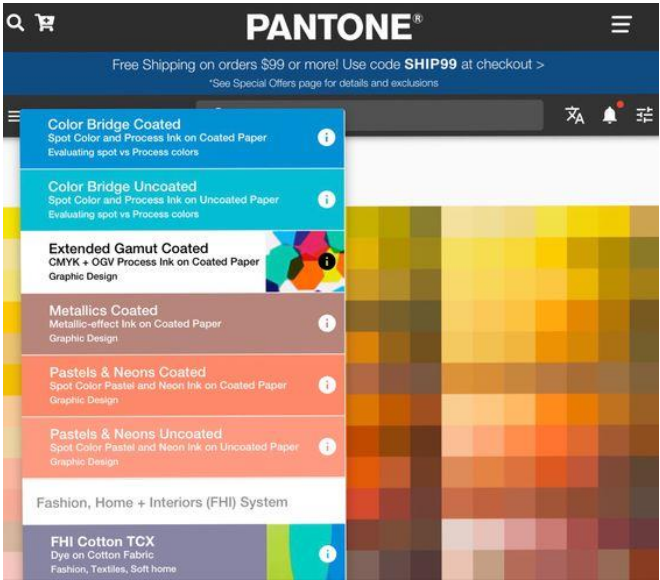 PANTONE®
Free Shipping on orders $99 or more! Use code SHIP99 at checkout >
*See Special Offers page for details and exclusions
Color Bridge Coated
Spot Color and Process Ink on Coated Paper
Evaluating spot vs Process colors
Color Bridge Uncoated
Spot Color and Process Ink on Uncoated Paper
Evaluating spot vs Process colors
Extended Gamut Coated
CMYK + OGV Process Ink on Coated Paper
Graphic Design
Metallics Coated
Metallic-effect Ink on Coated Paper
Graphic Design
Pastels & Neons Coated
Spot Color Pastel and Neon Ink on Coated Paper
Graphic Design
Pastels & Neons Uncoated
Spot Color Pastel and Neon Ink on Uncoated Paper
Graphic Design
Fashion, Home + Interiors (FHI) System
FHI Cotton TCX
Dye on Cotton Fabric
Fashion, Textiles, Soft home